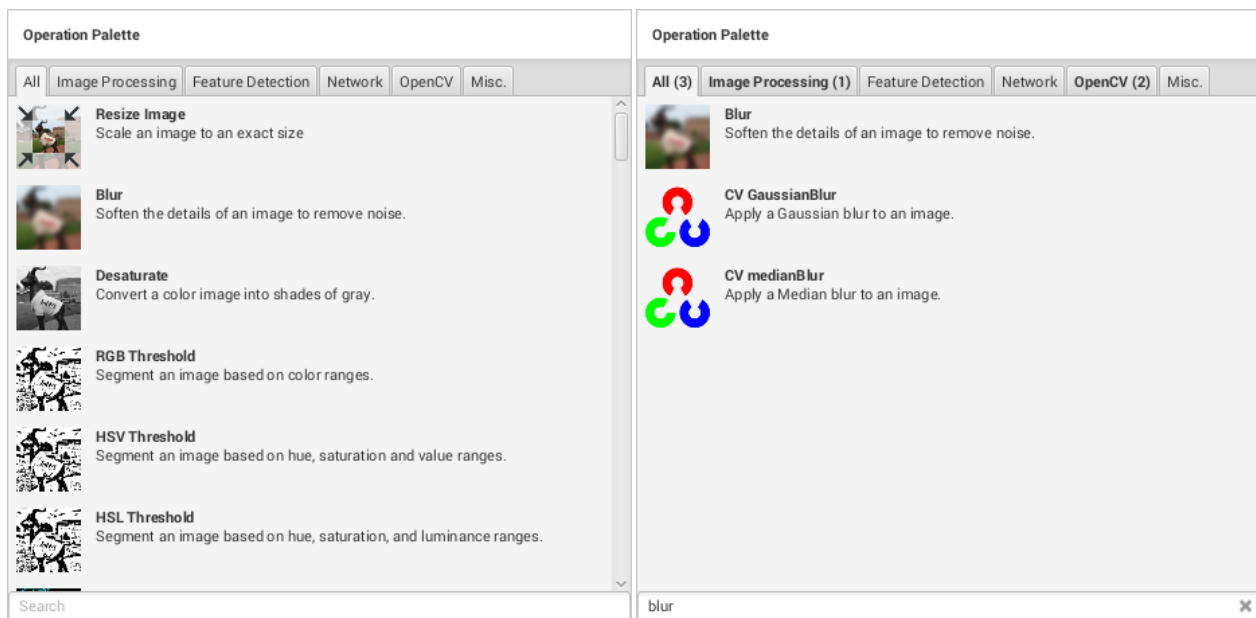 Operation Palette
All Image Processing Feature Detection Network OpenCV Misc.
Resize Image
Scale an image to an exact size
Blur
Soften the details of an image to remove noise.
Desaturate
Convert a color image into shades of gray.
RGB Threshold
Segment an image based on color ranges.
HSV Threshold
Segment an image based on hue, saturation and value ranges.
HSL Threshold
Segment an image based on hue, saturation, and luminance ranges.
Search
Operation Palette
All (3) Image Processing (1) Feature Detection Network OpenCV (2) Misc.
Blur
Soften the details of an image to remove noise.
CV GaussianBlur
Apply a Gaussian blur to an image.
CV medianBlur
Apply a Median blur to an image.
blur